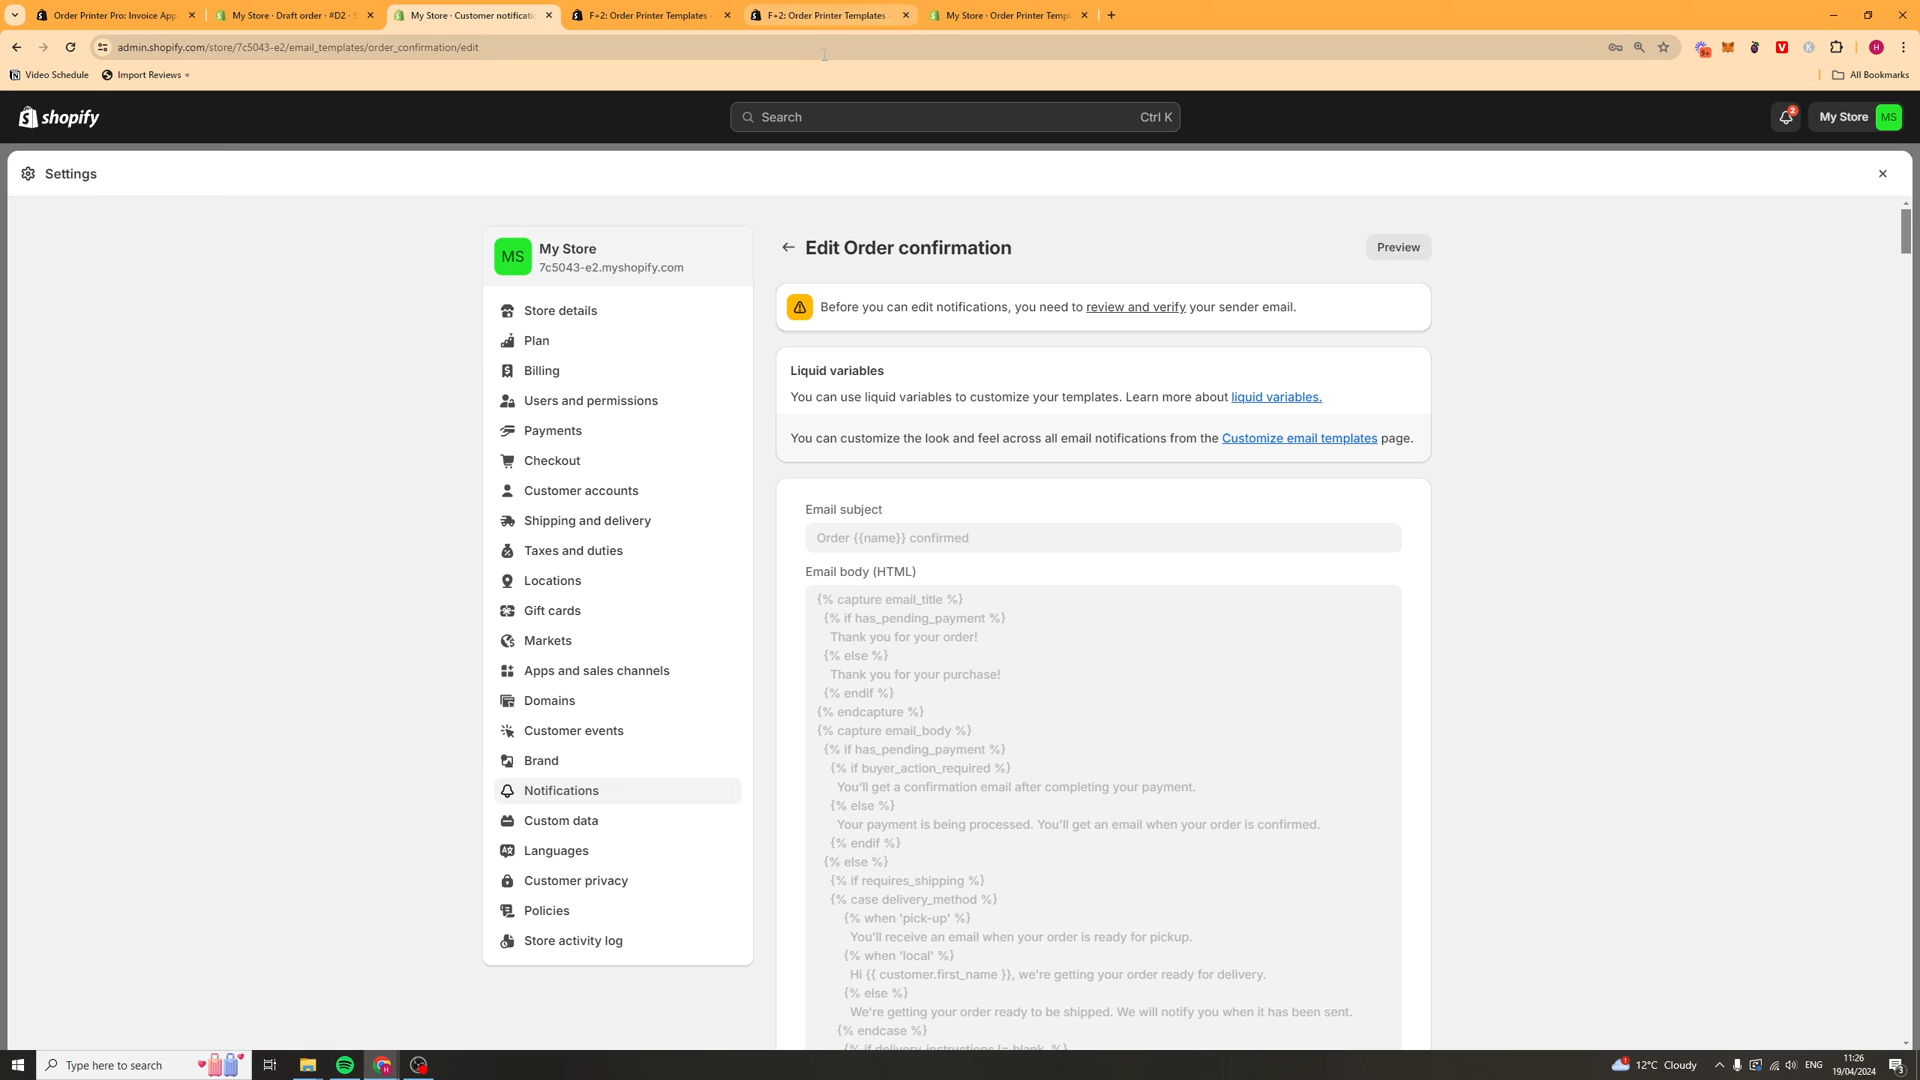 Order Printer Pro: Invoice App
My Store · Draft order · #D2 · S
My Store · Customer notificati
F+2: Order Printer Templates -
F+2: Order Printer Templates -
My Store · Order Printer Templ
admin.shopify.com/store/7c5043-e2/email_templates/order_confirmation/edit
Video Schedule
Import Reviews »
All Bookmarks
shopify
Search
Ctrl K
2
My Store
MS
Settings
MS
My Store
7c5043-e2.myshopify.com
Store details
Plan
Billing
Users and permissions
Payments
Checkout
Customer accounts
Shipping and delivery
Taxes and duties
Locations
Gift cards
Markets
Apps and sales channels
Domains
Customer events
Brand
Notifications
Custom data
Languages
Customer privacy
Policies
Store activity log
Edit Order confirmation
Preview
Before you can edit notifications, you need to review and verify your sender email.
Liquid variables
You can use liquid variables to customize your templates. Learn more about liquid variables.
You can customize the look and feel across all email notifications from the Customize email templates page.
Email subject
Order {{name}} confirmed
Email body (HTML)
{% capture email_title %}
{% if has_pending_payment %}
Thank you for your order!
{% else %}
Thank you for your purchase!
{% endif %}
{% endcapture %}
{% capture email_body %}
{% if has_pending_payment %}
{% if buyer_action_required %}
You'll get a confirmation email after completing your payment.
{% else %}
Your payment is being processed. You'll get an email when your order is confirmed.
{% endif %}
{% else %}
{% if requires_shipping %}
{% case delivery_method %}
{% when 'pick-up' %}
You'll receive an email when your order is ready for pickup.
{% when 'local' %}
Hi {{ customer.first_name }}, we're getting your order ready for delivery.
{% else %}
We're getting your order ready to be shipped. We will notify you when it has been sent.
{% endcase %}
{% if delivery_instructions != blank %}
Type here to search
12°C Cloudy
ENG
11:26
19/04/2024